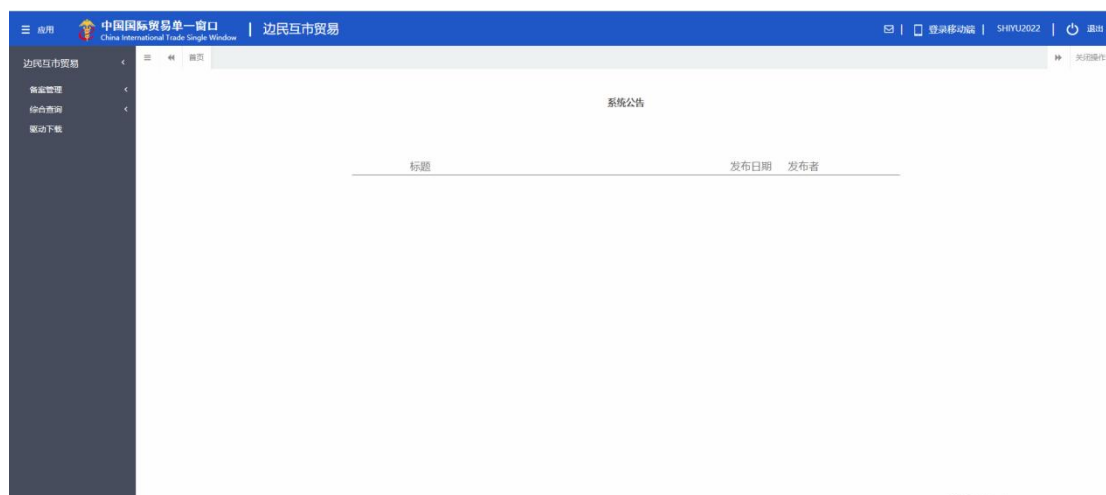 应用 中国国际贸易单一窗口 | 边民互市贸易 | 登录移动端 | SHIYU2022 | 退出
China International Trade Single Window
边民互市贸易 首页 关闭操作
备案管理
综合查询
驱动下载
系统公告
标题 发布日期 发布者